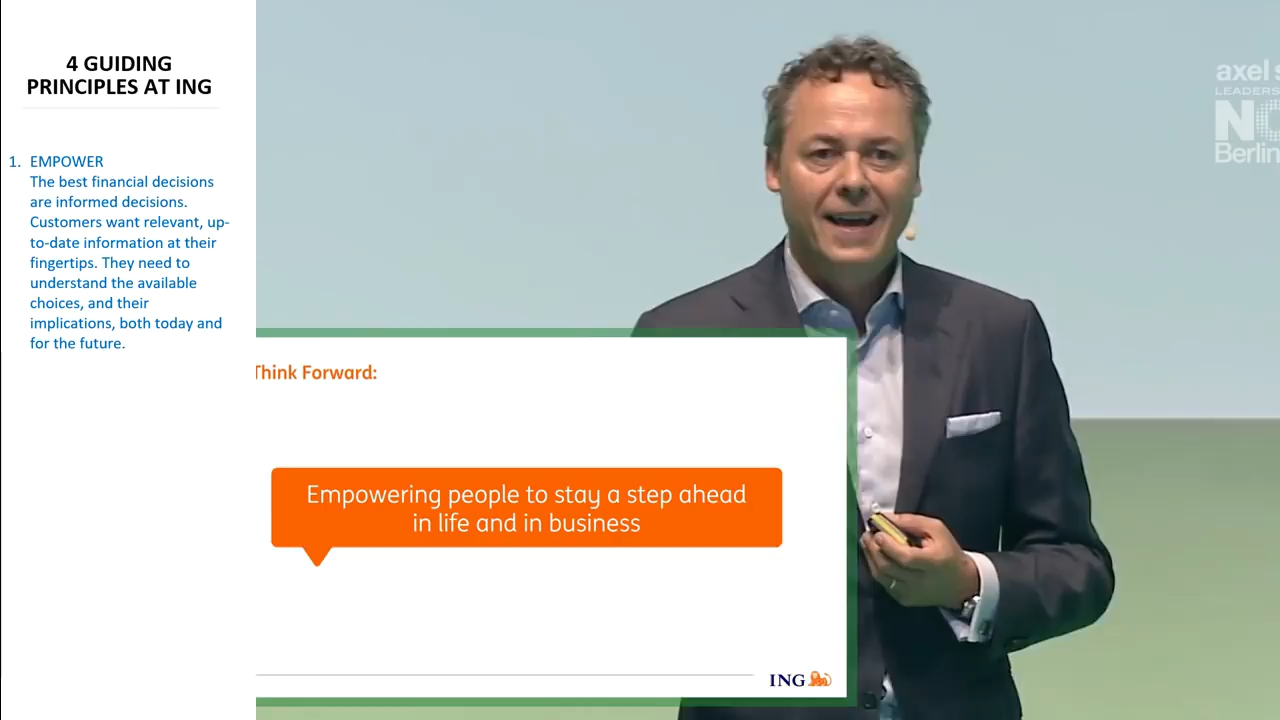 4 GUIDING
PRINCIPLES AT ING
1. EMPOWER
The best financial decisions
are informed decisions.
Customers want relevant, up-
to-date information at their
fingertips. They need to
understand the available
choices, and their
implications, both today and
for the future.
Think Forward:
Empowering people to stay a step ahead
in life and in business
ING
axel s
LEADERS
NO
Berlin